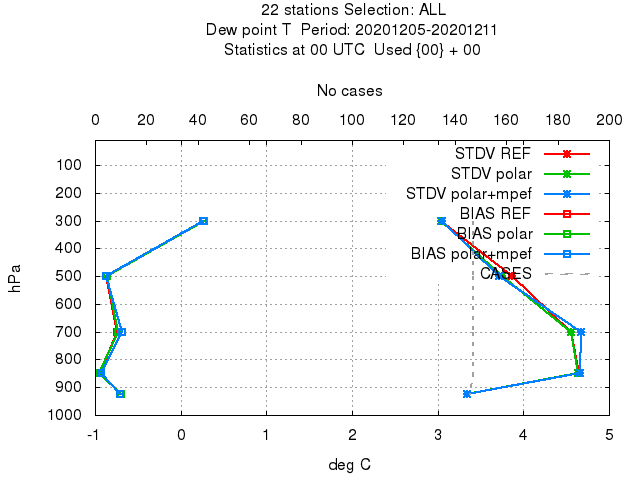 22 stations Selection: ALL
Dew point T  Period: 20201205-20201211
Statistics at 00 UTC  Used {00} + 00
No cases
0 20 40 60 80 100 120 140 160 180 200
STDV REF
STDV polar
STDV polar+mpef
BIAS REF
BIAS polar
BIAS polar+mpef
CASES
100
200
300
400
500
600
700
800
900
1000
hPa
-1 0 1 2 3 4 5
deg C